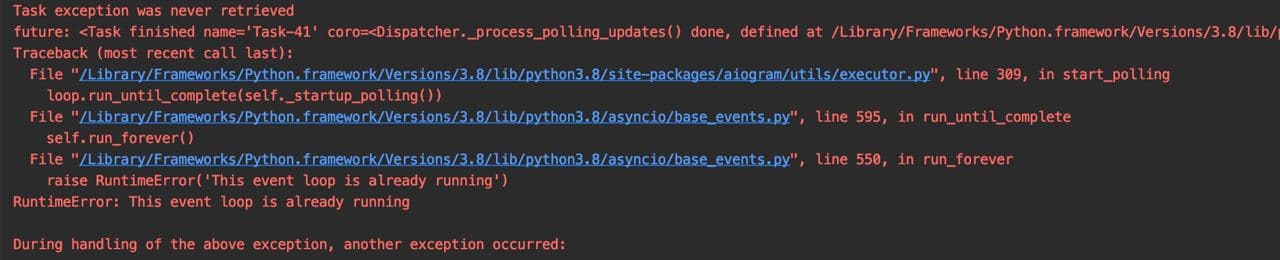 Task exception was never retrieved
future: <Task finished name='Task-41' coro=<Dispatcher._process_polling_updates() done, defined at /Library/Frameworks/Python.framework/Versions/3.8/lib/
Traceback (most recent call last):
  File "/Library/Frameworks/Python.framework/Versions/3.8/lib/python3.8/site-packages/aiogram/utils/executor.py", line 309, in start_polling
    loop.run_until_complete(self._startup_polling())
  File "/Library/Frameworks/Python.framework/Versions/3.8/lib/python3.8/asyncio/base_events.py", line 595, in run_until_complete
    self.run_forever()
  File "/Library/Frameworks/Python.framework/Versions/3.8/lib/python3.8/asyncio/base_events.py", line 550, in run_forever
    raise RuntimeError('This event loop is already running')
RuntimeError: This event loop is already running
During handling of the above exception, another exception occurred: